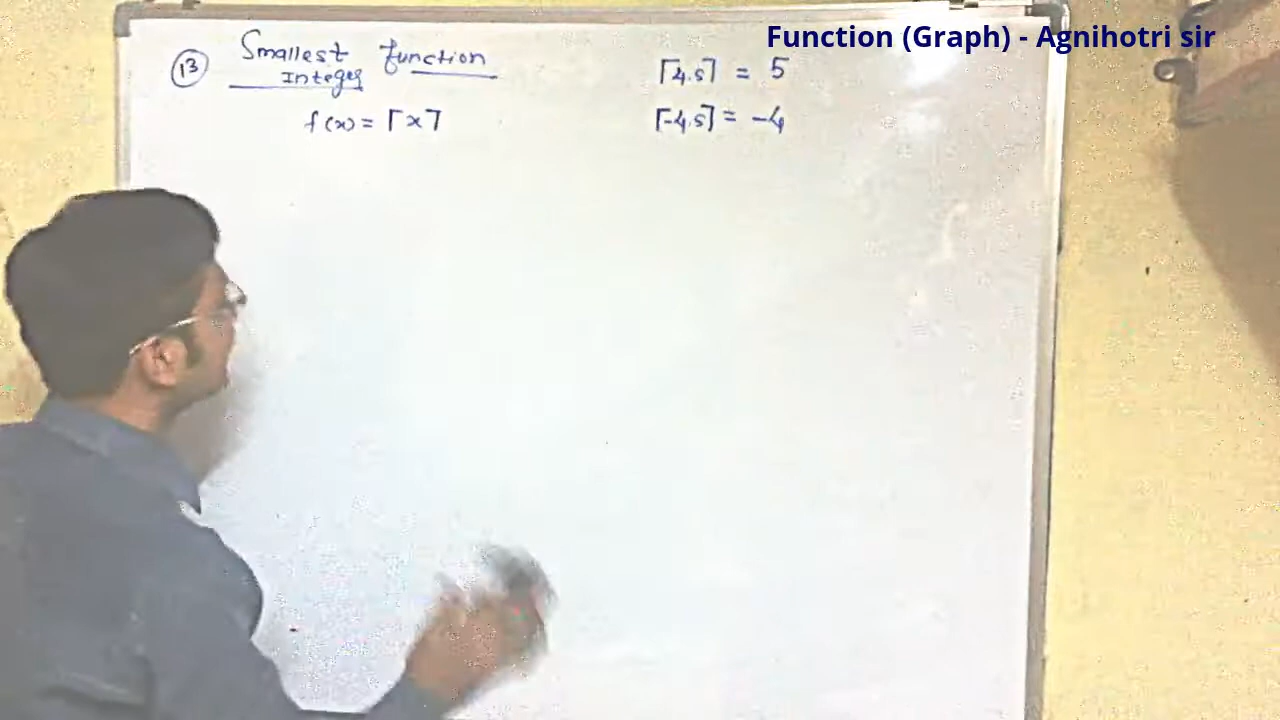 Function (Graph) - Agnihotri sir
13 Smallest Integer function
f(x) = ⌈x⌉
⌈4.5⌉ = 5
⌈-4.5⌉ = -4